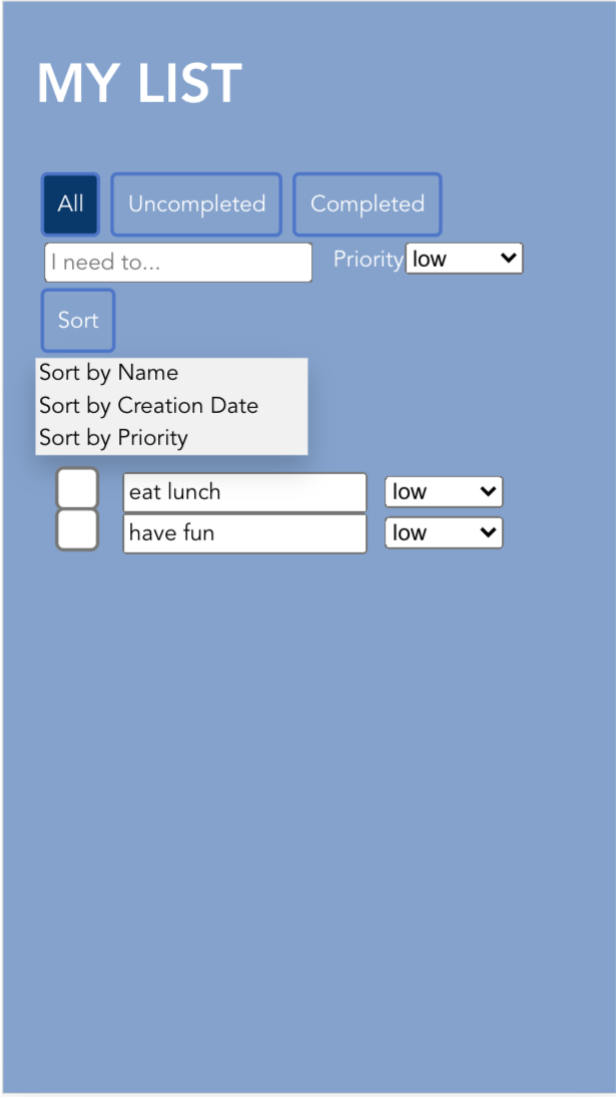 MY LIST
All Uncompleted Completed
I need to... Priority low
Sort
Sort by Name
Sort by Creation Date
Sort by Priority
eat lunch low
have fun low